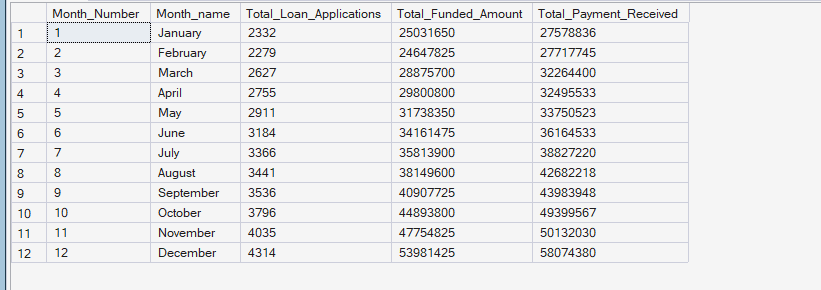 Month_Number Month_name Total_Loan_Applications Total_Funded_Amount Total_Payment_Received
1 1 January 2332 25031650 27578836
2 2 February 2279 24647825 27717745
3 3 March 2627 28875700 32264400
4 4 April 2755 29800800 32495533
5 5 May 2911 31738350 33750523
6 6 June 3184 34161475 36164533
7 7 July 3366 35813900 38827220
8 8 August 3441 38149600 42682218
9 9 September 3536 40907725 43983948
10 10 October 3796 44893800 49399567
11 11 November 4035 47754825 50132030
12 12 December 4314 53981425 58074380